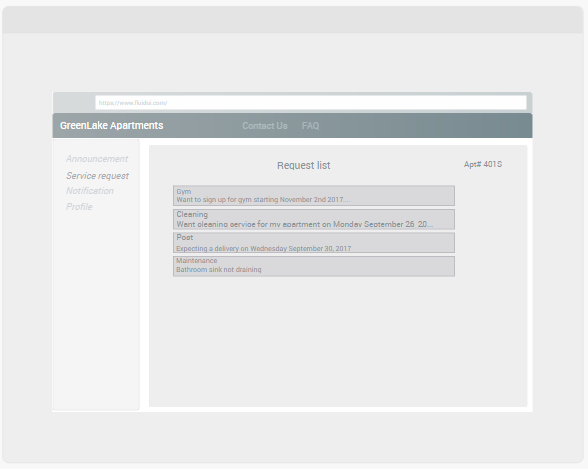 https://www.fluidui.com/
GreenLake Apartments
Contact Us
FAQ
Announcement
Service request
Notification
Profile
Request list
Apt# 401S
Gym
Want to sign up for gym starting November 2nd 2017...
Cleaning
Want cleaning service for my apartment on Monday September 26 20...
Post
Expecting a delivery on Wednesday September 30, 2017
Maintenance
Bathroom sink not draining